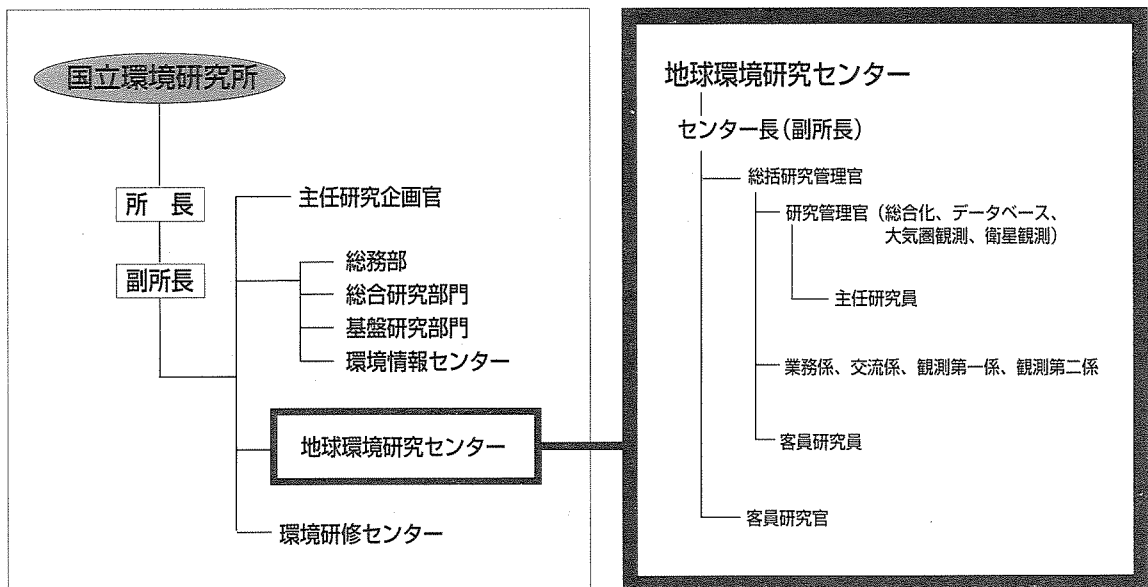 国立環境研究所
所　長
副所長
主任研究企画官
総務部
総合研究部門
基盤研究部門
環境情報センター
地球環境研究センター
環境研修センター
地球環境研究センター
センター長（副所長）
総括研究管理官
研究管理官（総合化、データベース、
大気圏観測、衛星観測）
主任研究員
業務係、交流係、観測第一係、観測第二係
客員研究員
客員研究官